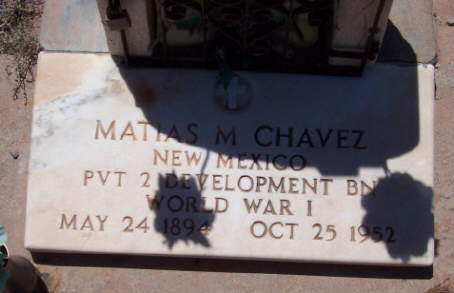 MATIAS M CHAVEZ
NEW MEXICO
PVT 2 DEVELOPMENT BN
WORLD WAR I
MAY 24 1894 OCT 25 1952